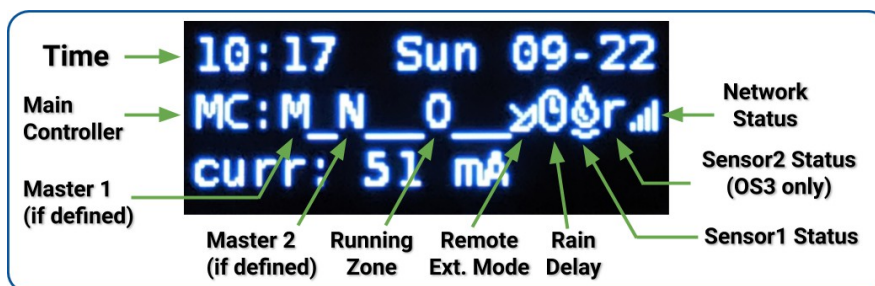 Time
10:17 Sun 09-22
Main
Controller
MC:M_N___O___r
Network
Status
curr: 51 mA
Sensor2 Status
(OS3 only)
Master 1
(if defined)
Master 2
(if defined)
Running
Zone
Remote
Ext. Mode
Rain
Delay
Sensor1 Status